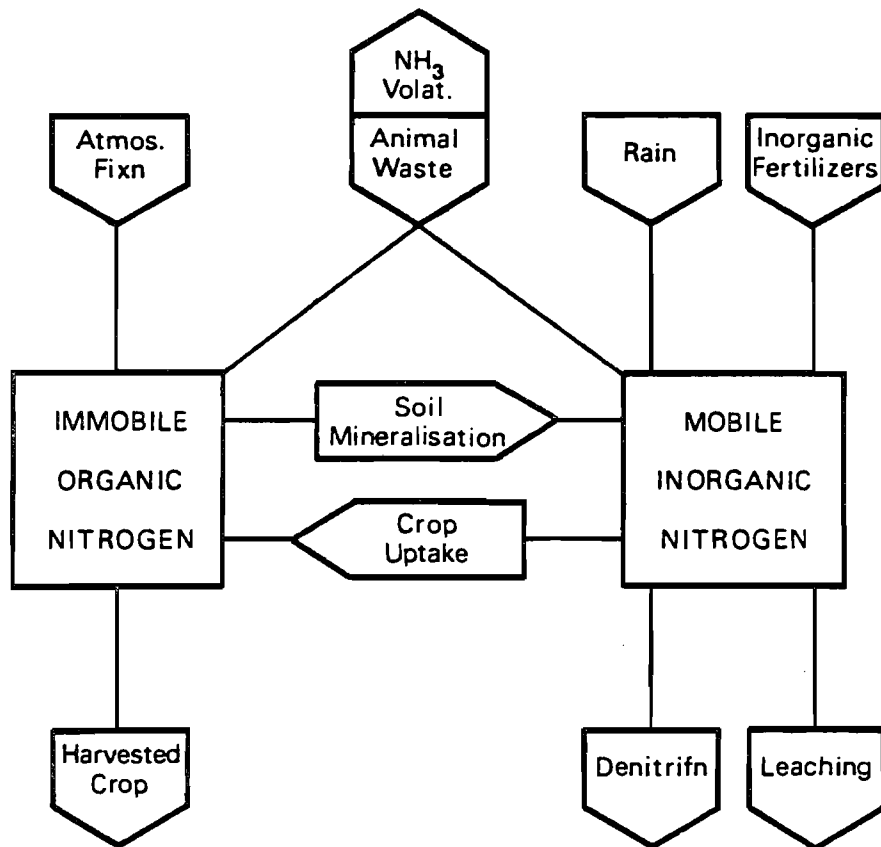 NH3
Volat.
Atmos.
Fixn
Animal
Waste
Rain
Inorganic
Fertilizers
IMMOBILE
ORGANIC
NITROGEN
Soil
Mineralisation
Crop
Uptake
MOBILE
INORGANIC
NITROGEN
Harvested
Crop
Denitrifn
Leaching